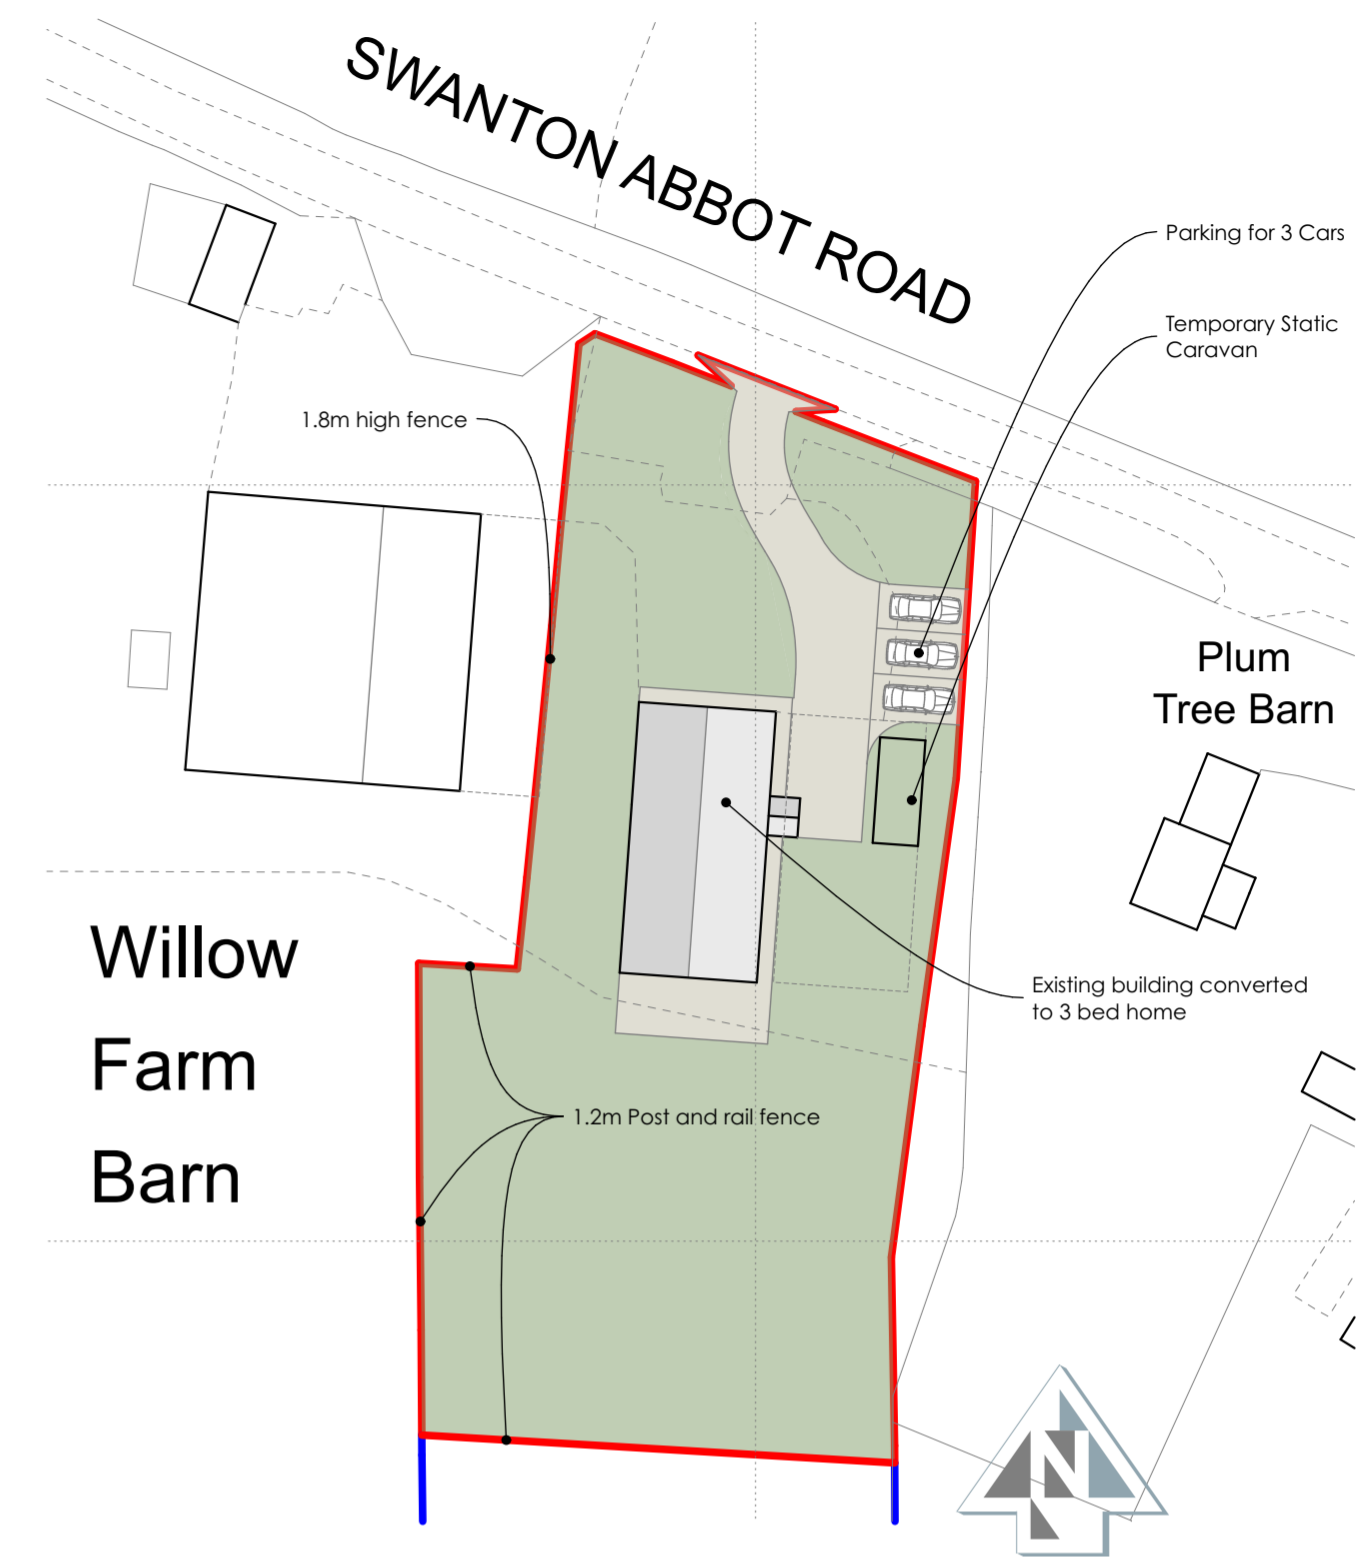 SWANTON ABBOT ROAD
Parking for 3 Cars
Temporary Static
Caravan
1.8m high fence
Plum
Tree Barn
Willow
Farm
Barn
Existing building converted
to 3 bed home
1.2m Post and rail fence
N